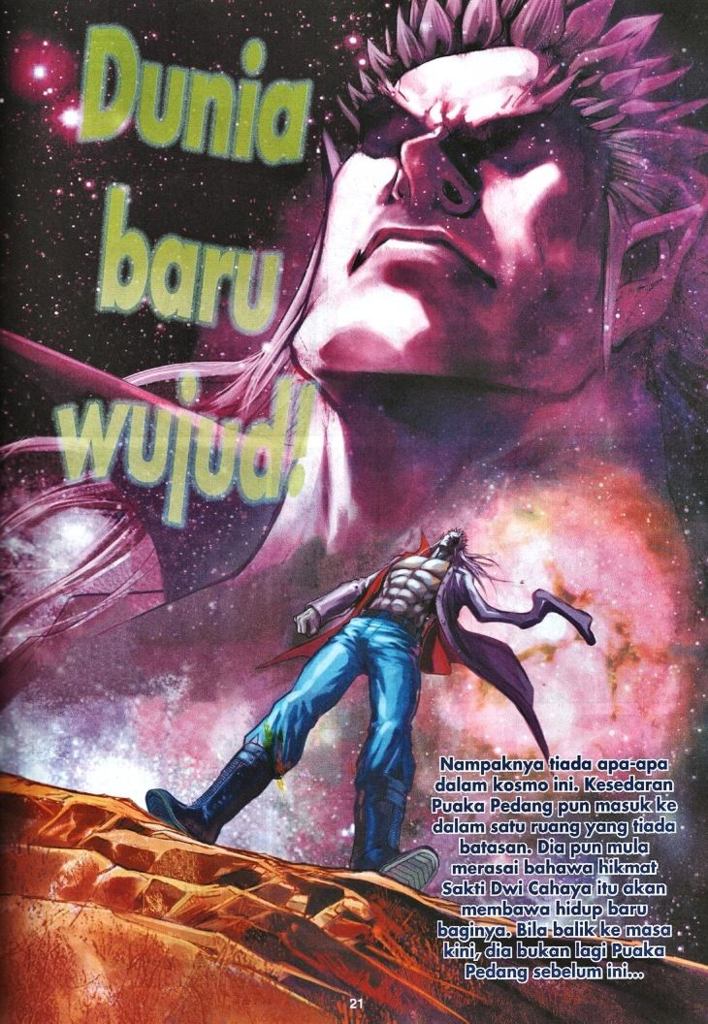 Dunia
baru
wujud!
Nampaknya tiada apa-apa
dalam kosmo ini. Kesedaran
Puaka Pedang pun masuk ke
dalam satu ruang yang tiada
batasan. Dia pun mula
merasai bahawa hikmat
Sakti Dwi Cahaya itu akan
membawa hidup baru
baginya. Bila balik ke masa
kini, dia bukan lagi Puaka
Pedang sebelum ini...
21